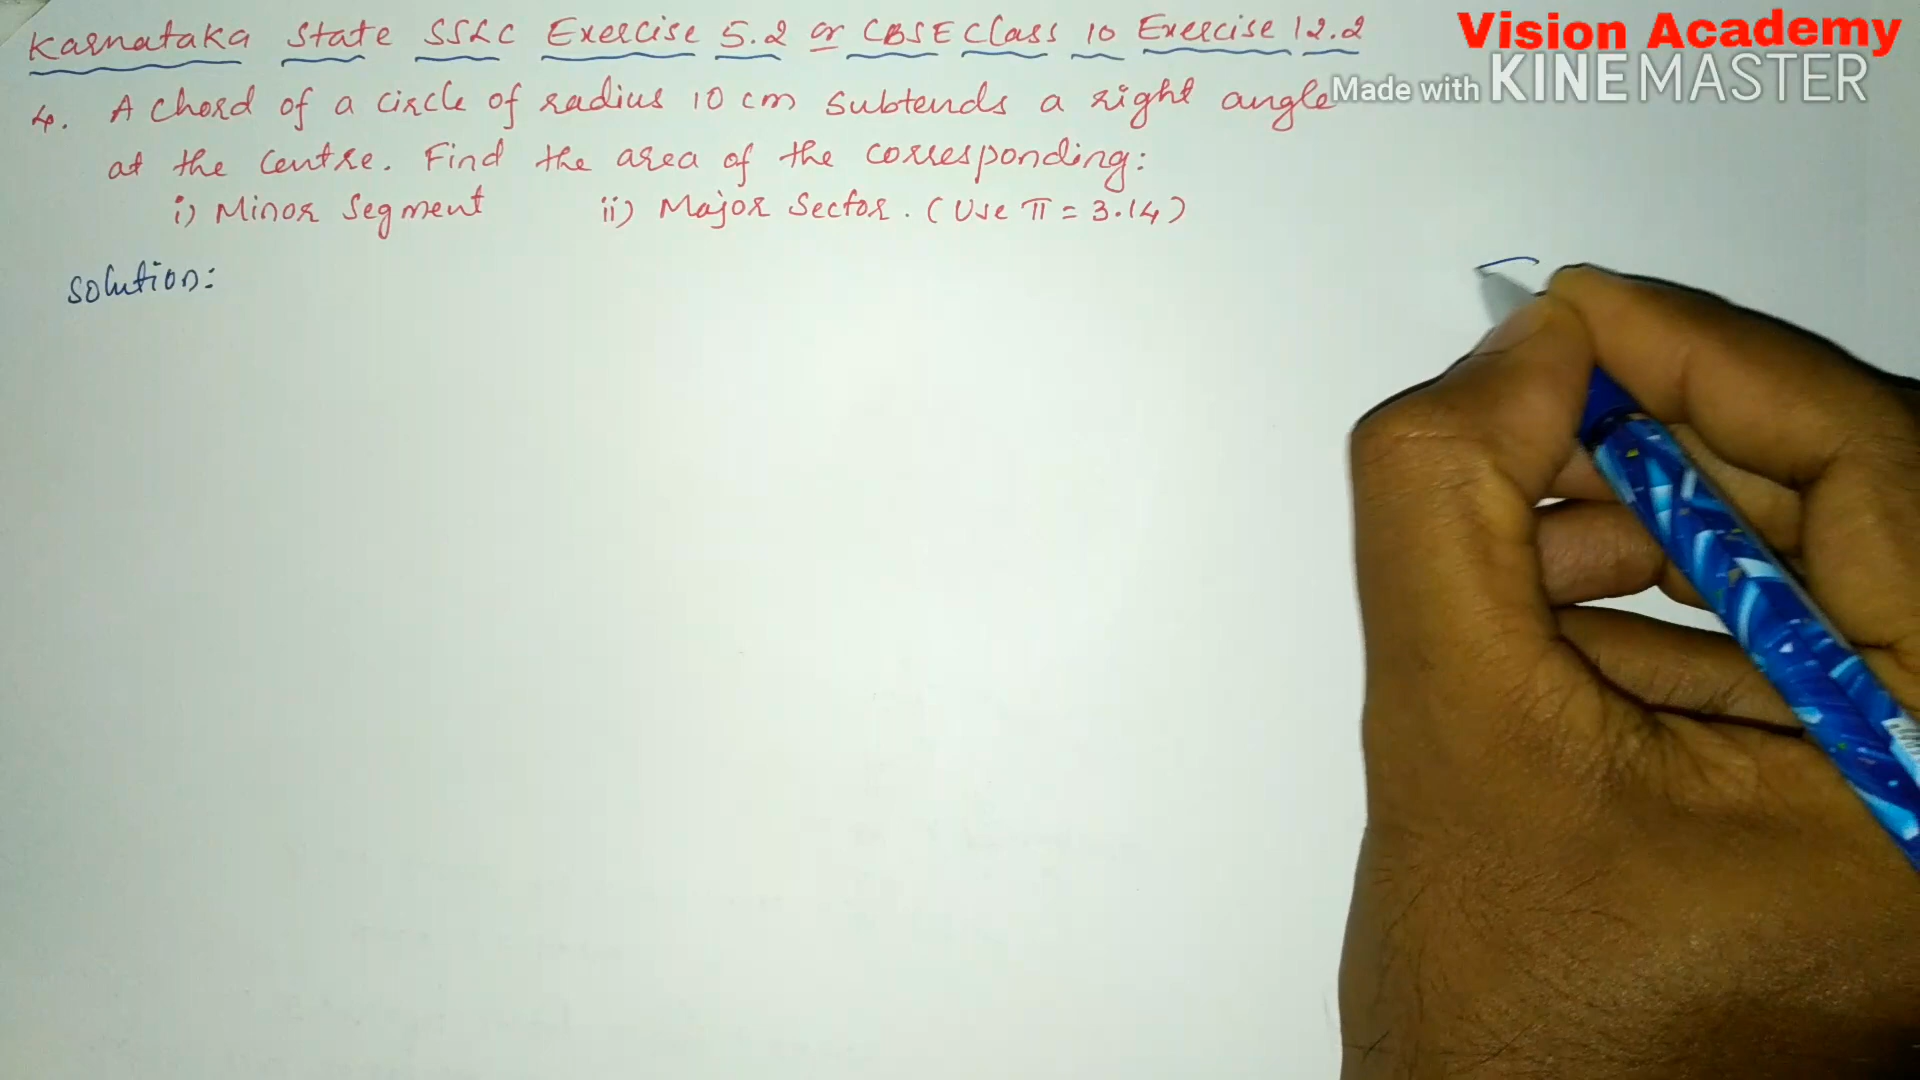 Karnataka State SSLC Exercise 5.2 or CBSE Class 10 Exercise 12.2
Vision Academy
Made with KINEMASTER
4. A chord of a circle of radius 10 cm subtends a right angle
at the centre. Find the area of the corresponding:
i) Minor Segment ii) Major Sector. (Use π = 3.14)
Solution: